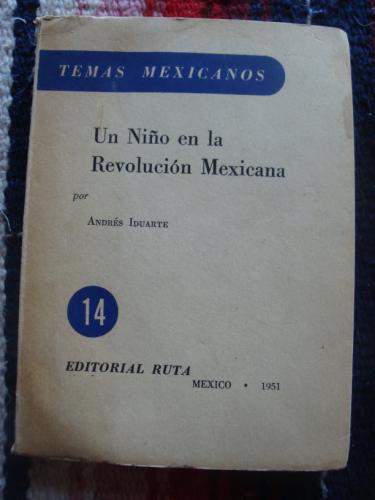 TEMAS MEXICANOS
Un Niño en la
Revolución Mexicana
por
ANDRÉS IDUARTE
14
EDITORIAL RUTA
MEXICO • 1951